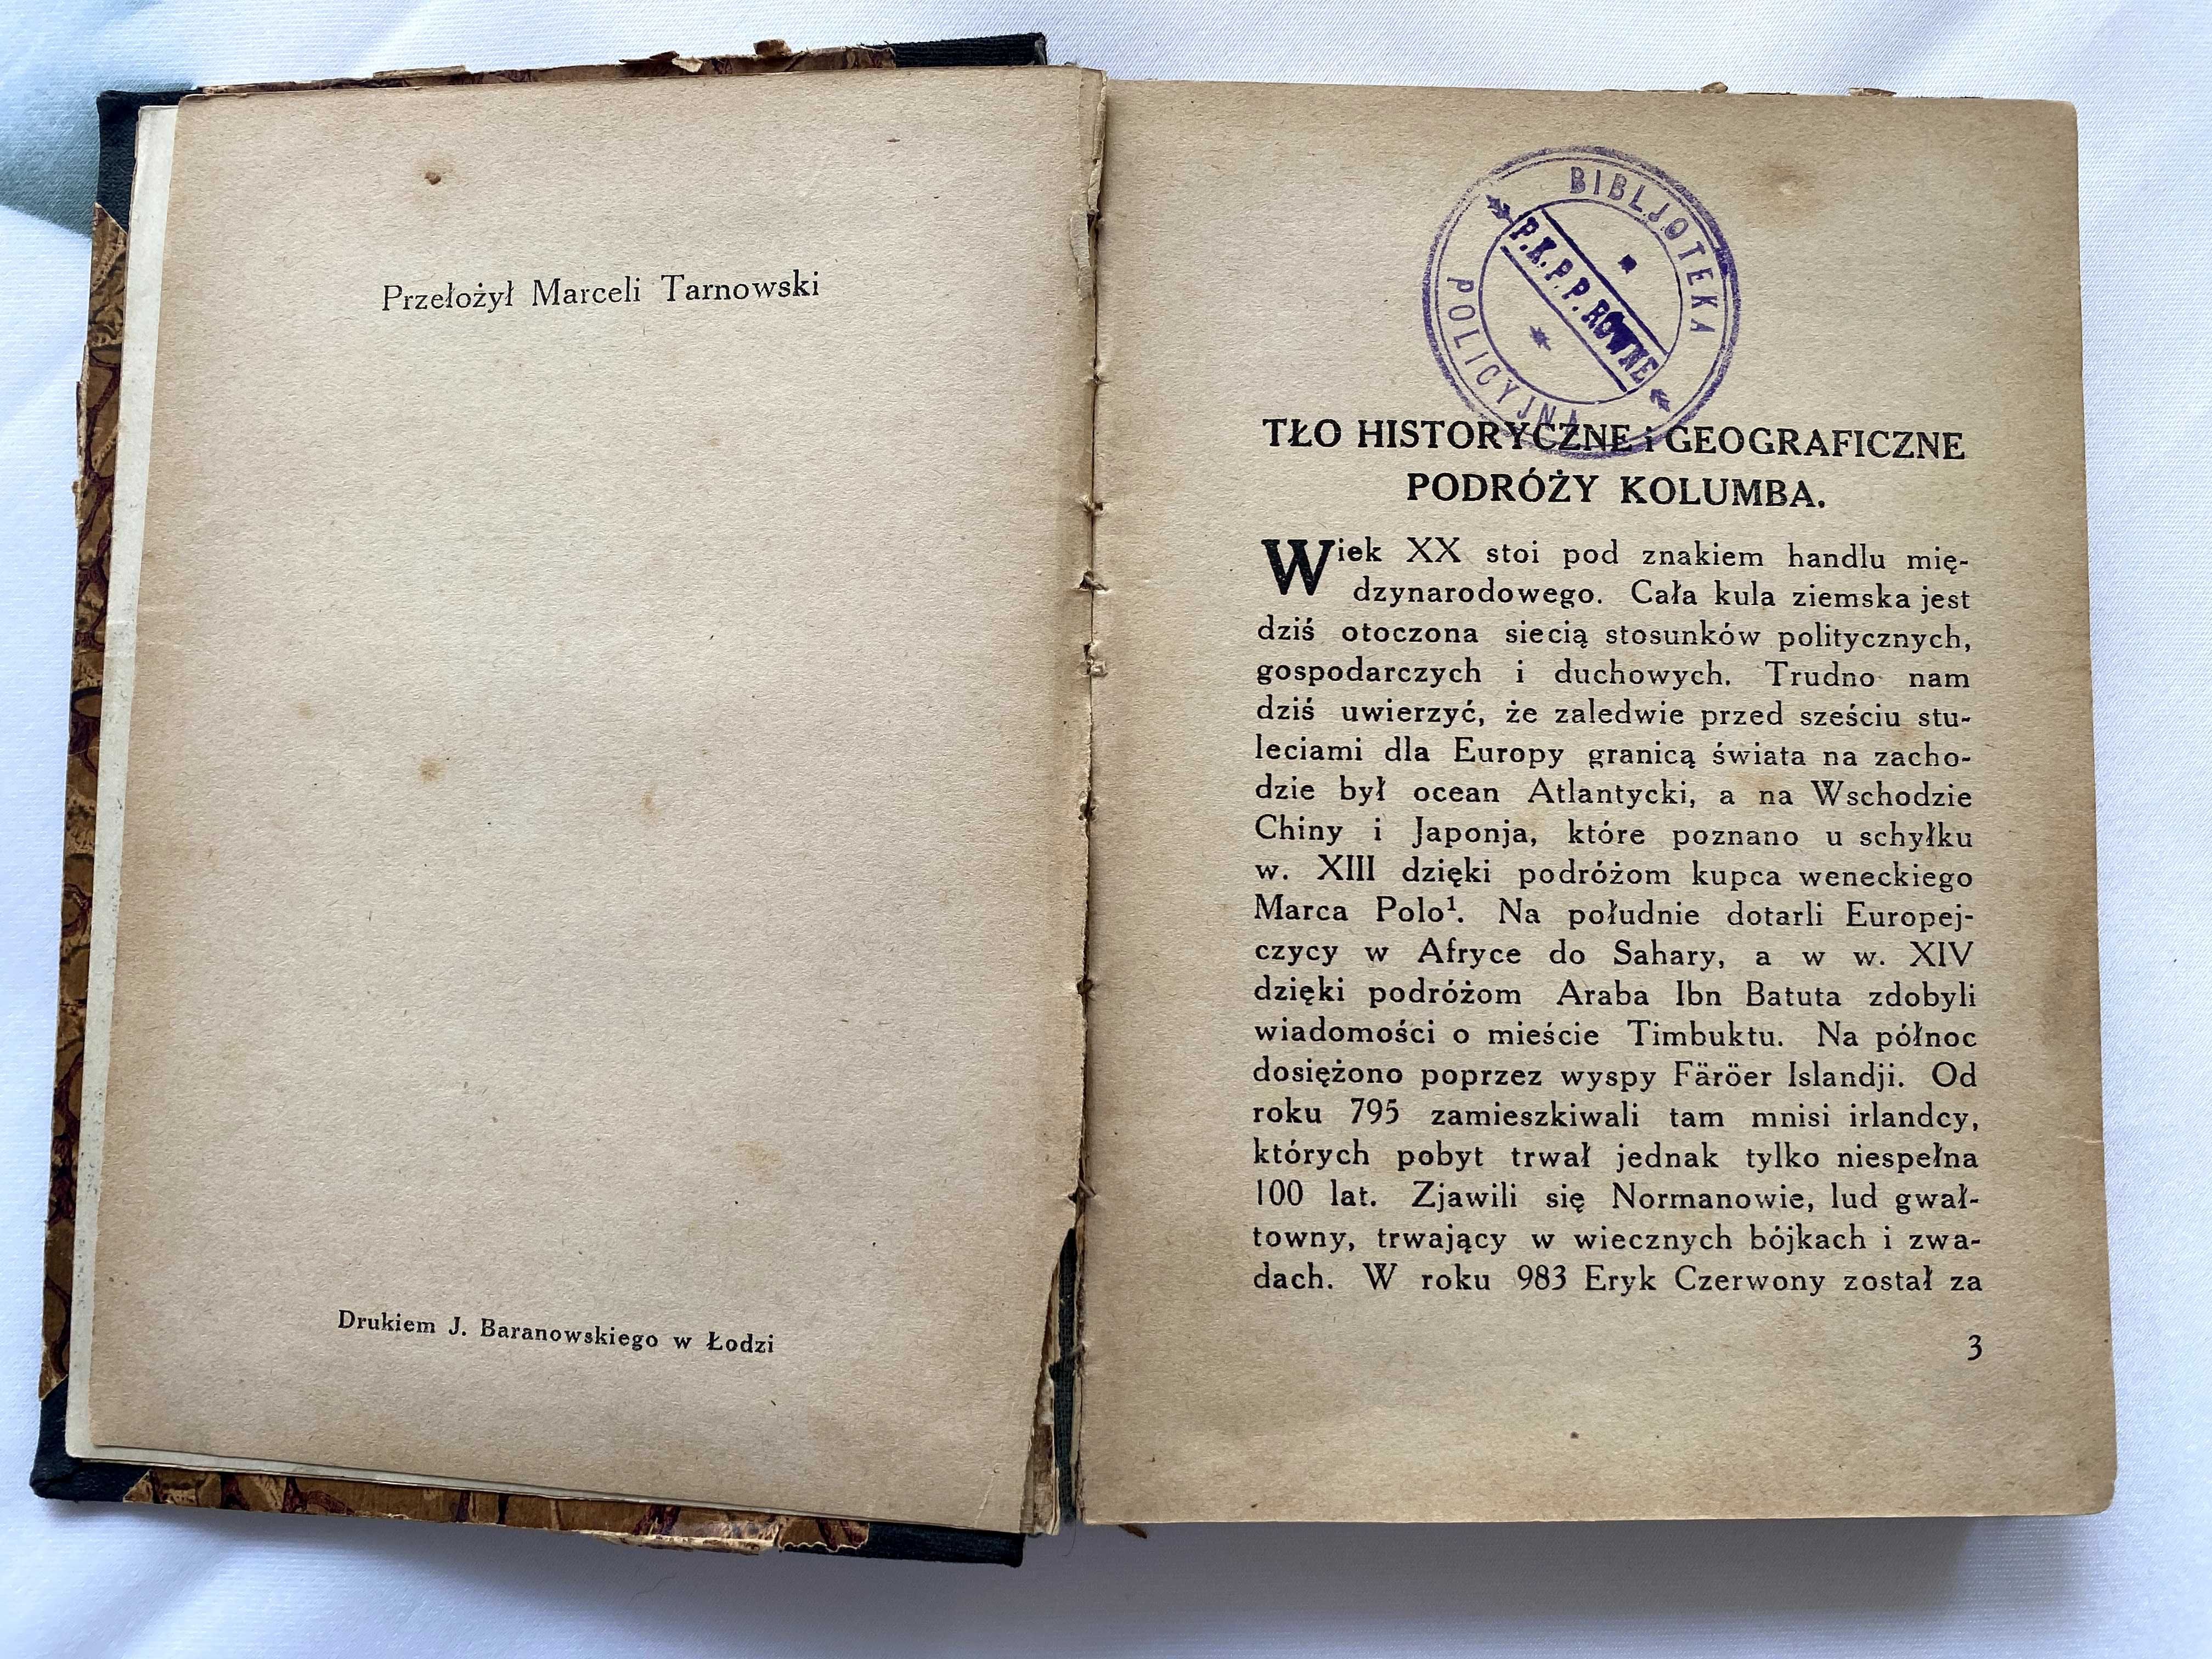 Przełożył Marceli Tarnowski
Drukiem J. Baranowskiego w Łodzi
BIBLJOTEKA
P.K.P.P. RÓWNE
POLICYJNA
TŁO HISTORYCZNE i GEOGRAFICZNE
PODRÓŻY KOLUMBA.
Wiek XX stoi pod znakiem handlu mię-
dzynarodowego. Cała kula ziemska jest
dziś otoczona siecią stosunków politycznych,
gospodarczych i duchowych. Trudno nam
dziś uwierzyć, że zaledwie przed sześciu stu-
leciami dla Europy granicą świata na zacho-
dzie był ocean Atlantycki, a na Wschodzie
Chiny i Japonja, które poznano u schyłku
w. XIII dzięki podróżom kupca weneckiego
Marca Polo¹. Na południe dotarli Europej-
czycy w Afryce do Sahary, a w w. XIV
dzięki podróżom Araba Ibn Batuta zdobyli
wiadomości o mieście Timbuktu. Na północ
dosiężono poprzez wyspy Färöer Islandji. Od
roku 795 zamieszkiwali tam mnisi irlandcy,
których pobyt trwał jednak tylko niespełna
100 lat. Zjawili się Normanowie, lud gwał-
towny, trwający w wiecznych bójkach i zwa-
dach. W roku 983 Eryk Czerwony został za
3